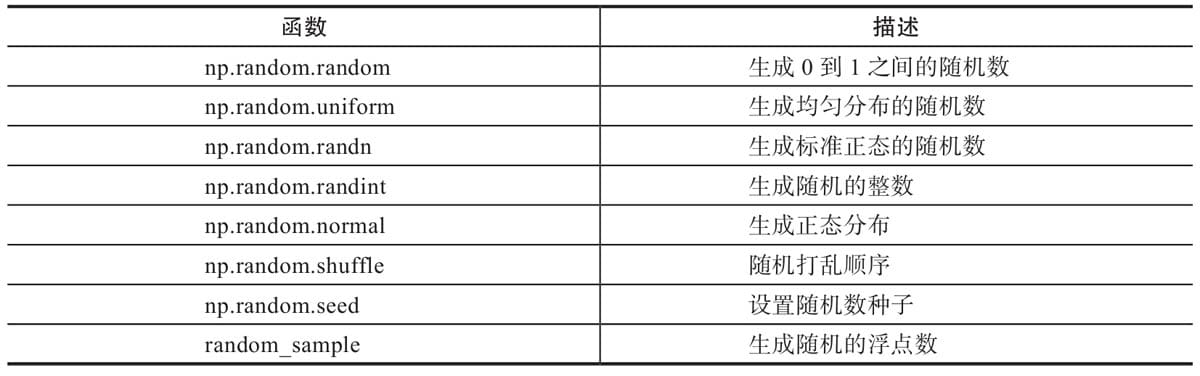 函数 描述
np.random.random 生成 0 到 1 之间的随机数
np.random.uniform 生成均匀分布的随机数
np.random.randn 生成标准正态的随机数
np.random.randint 生成随机的整数
np.random.normal 生成正态分布
np.random.shuffle 随机打乱顺序
np.random.seed 设置随机数种子
random_sample 生成随机的浮点数